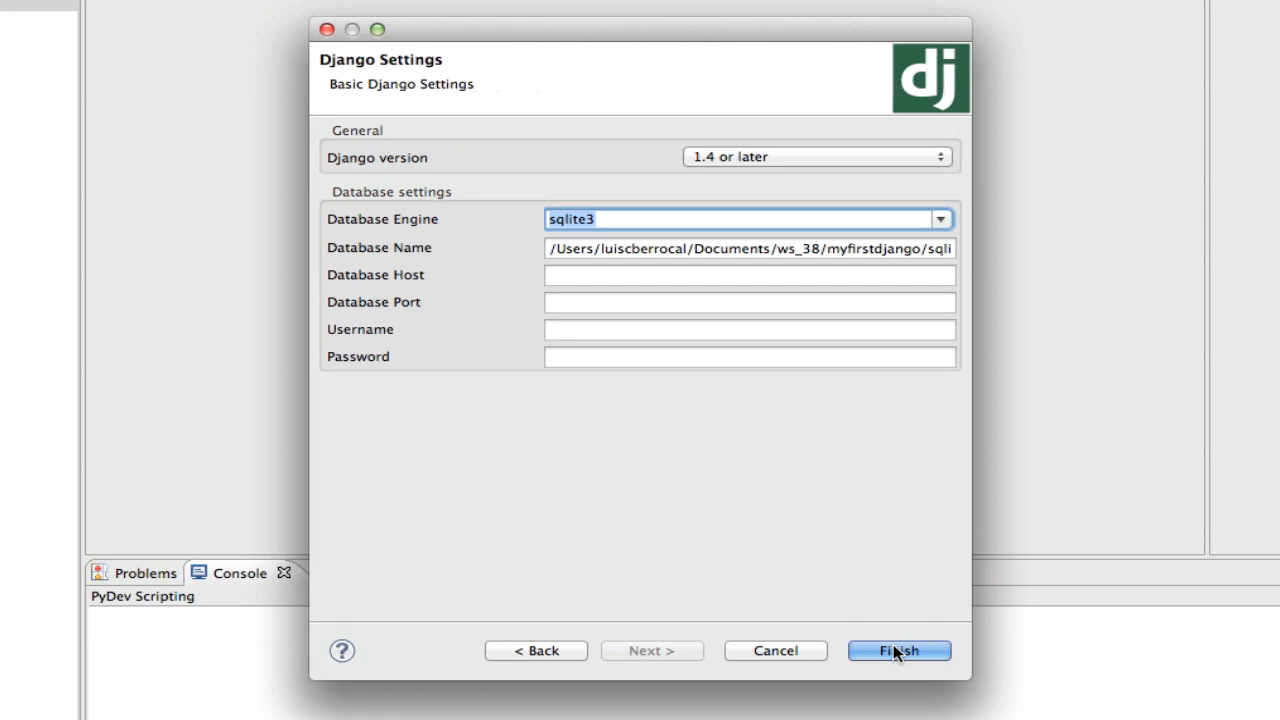 Django Settings
Basic Django Settings
dj
General
Django version
1.4 or later
Database settings
Database Engine
sqlite3
Database Name
/Users/luiscberrocal/Documents/ws_38/myfirstdjango/sqli
Database Host
Database Port
Username
Password
Problems
Console
PyDev Scripting
?
< Back
Next >
Cancel
Finish